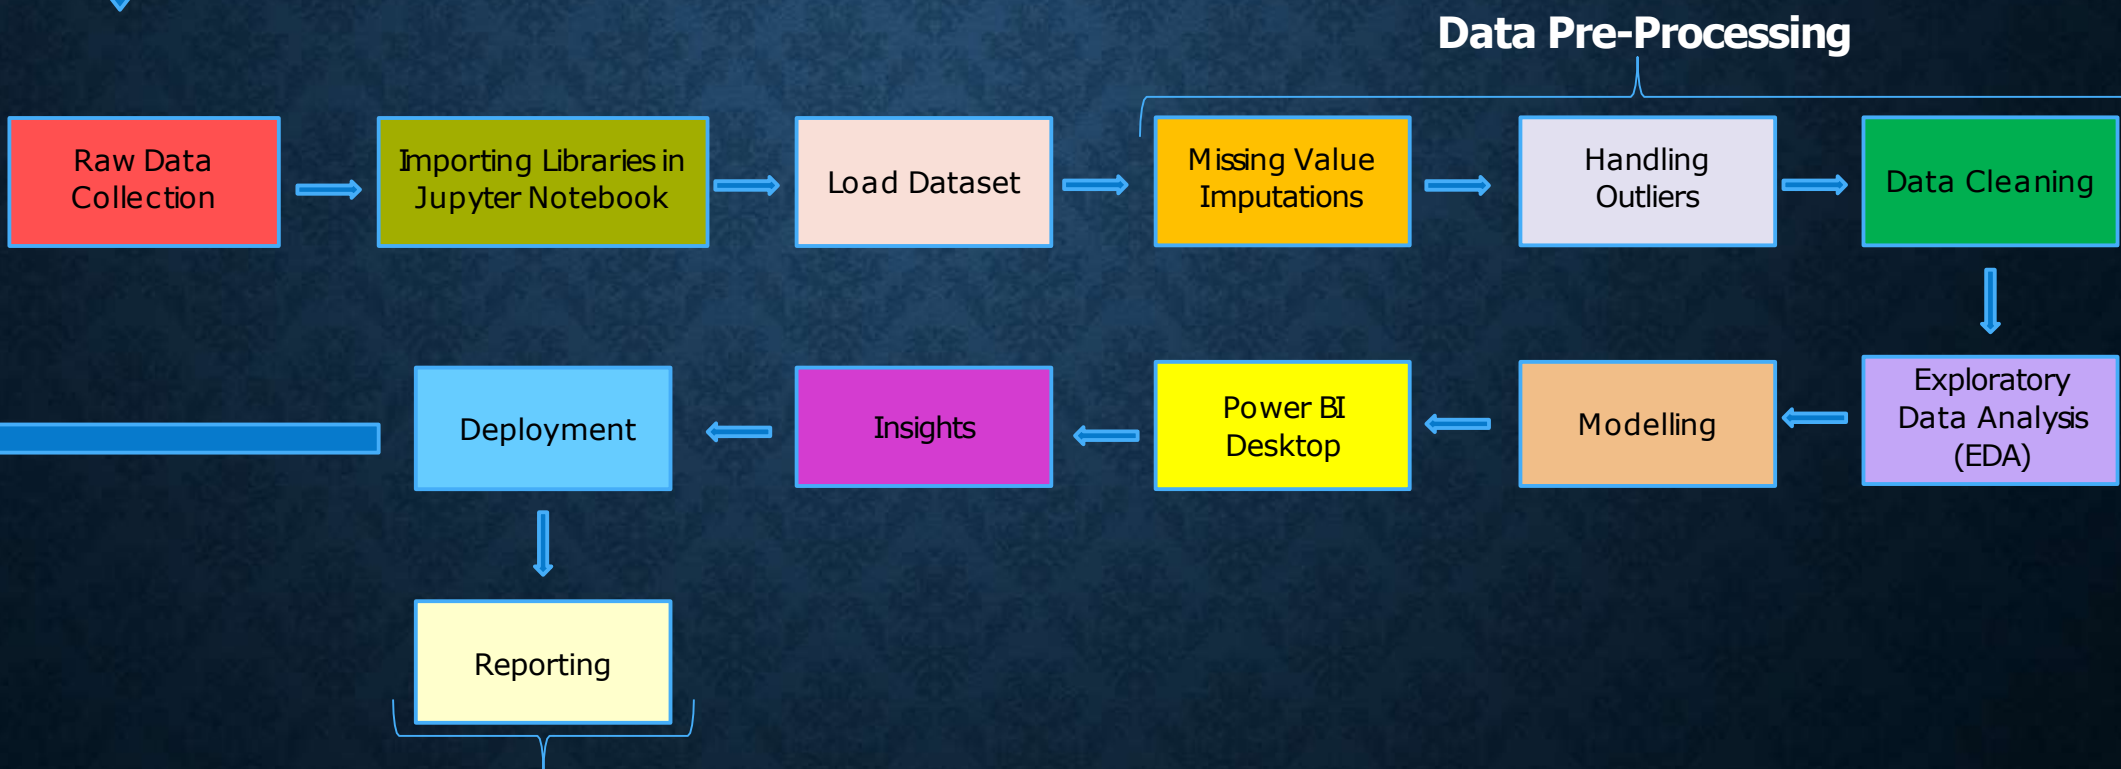 Data Pre-Processing
Raw Data
Collection
Importing Libraries in
Jupyter Notebook
Load Dataset
Missing Value
Imputations
Handling
Outliers
Data Cleaning
Deployment
Insights
Power BI
Desktop
Modelling
Exploratory
Data Analysis
(EDA)
Reporting